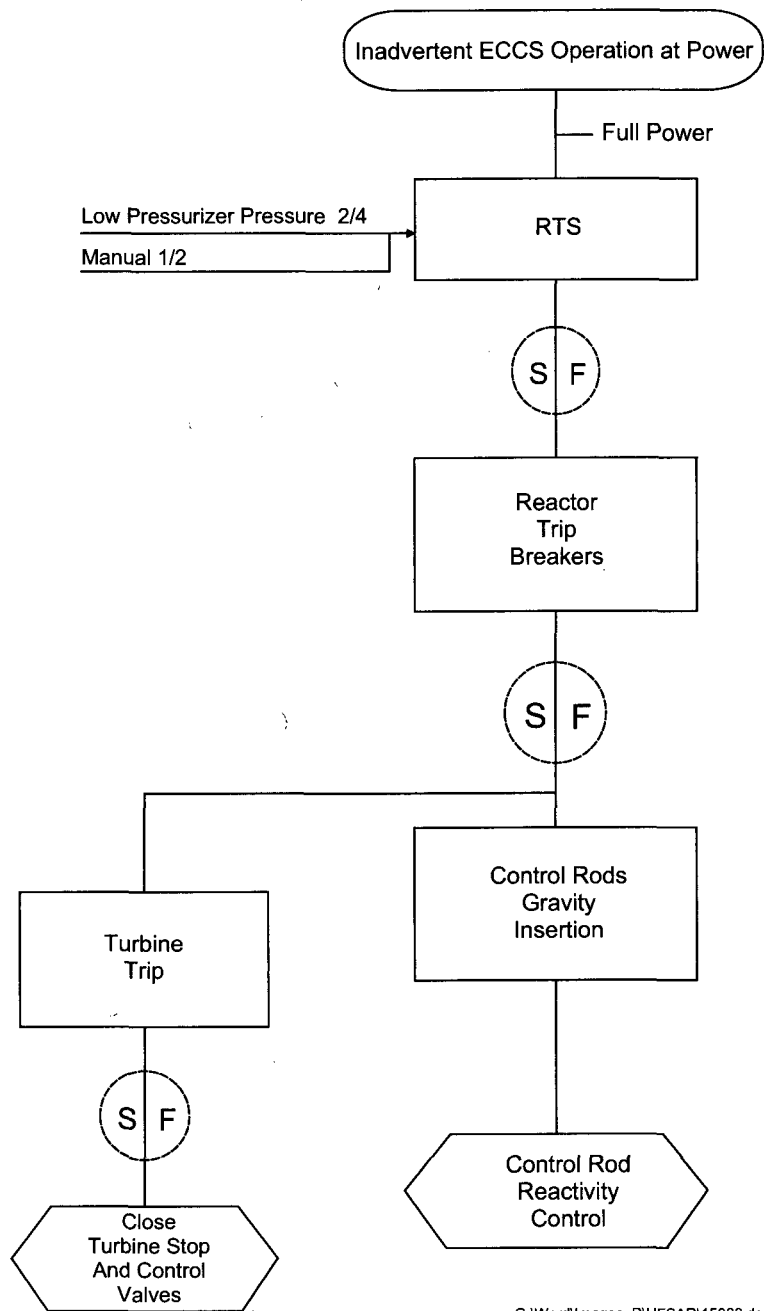 Inadvertent ECCS Operation at Power
Full Power
Low Pressurizer Pressure 2/4
Manual 1/2
RTS
S F
Reactor
Trip
Breakers
S F
Control Rods
Gravity
Insertion
Turbine
Trip
S F
Control Rod
Reactivity
Control
Close
Turbine Stop
And Control
Valves